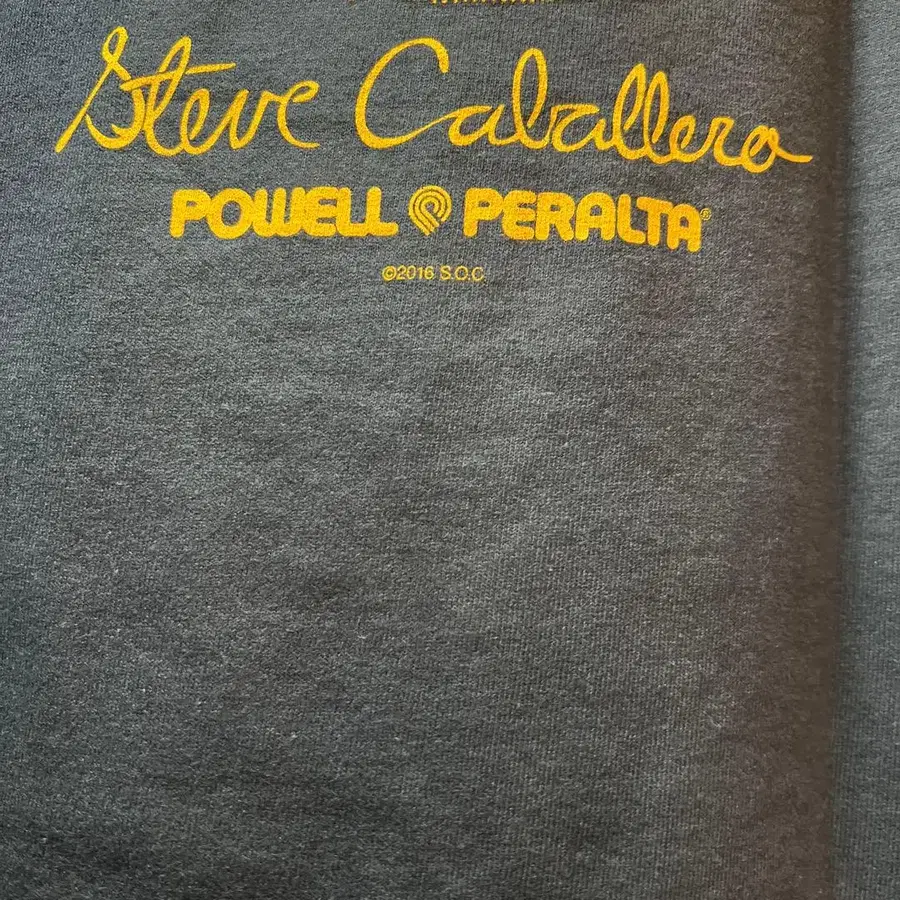 Steve Caballero
POWELL PERALTA®
©2016 S.O.C.